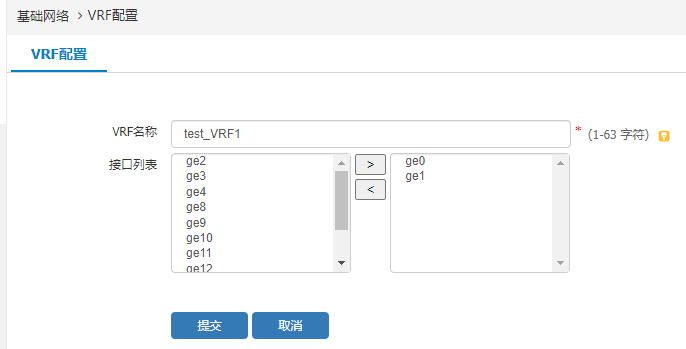 基础网络 > VRF配置
VRF配置
VRF名称 test_VRF1 * (1-63 字符)
接口列表
ge2
ge3
ge4
ge8
ge9
ge10
ge11
ge12
>
<
ge0
ge1
提交 取消